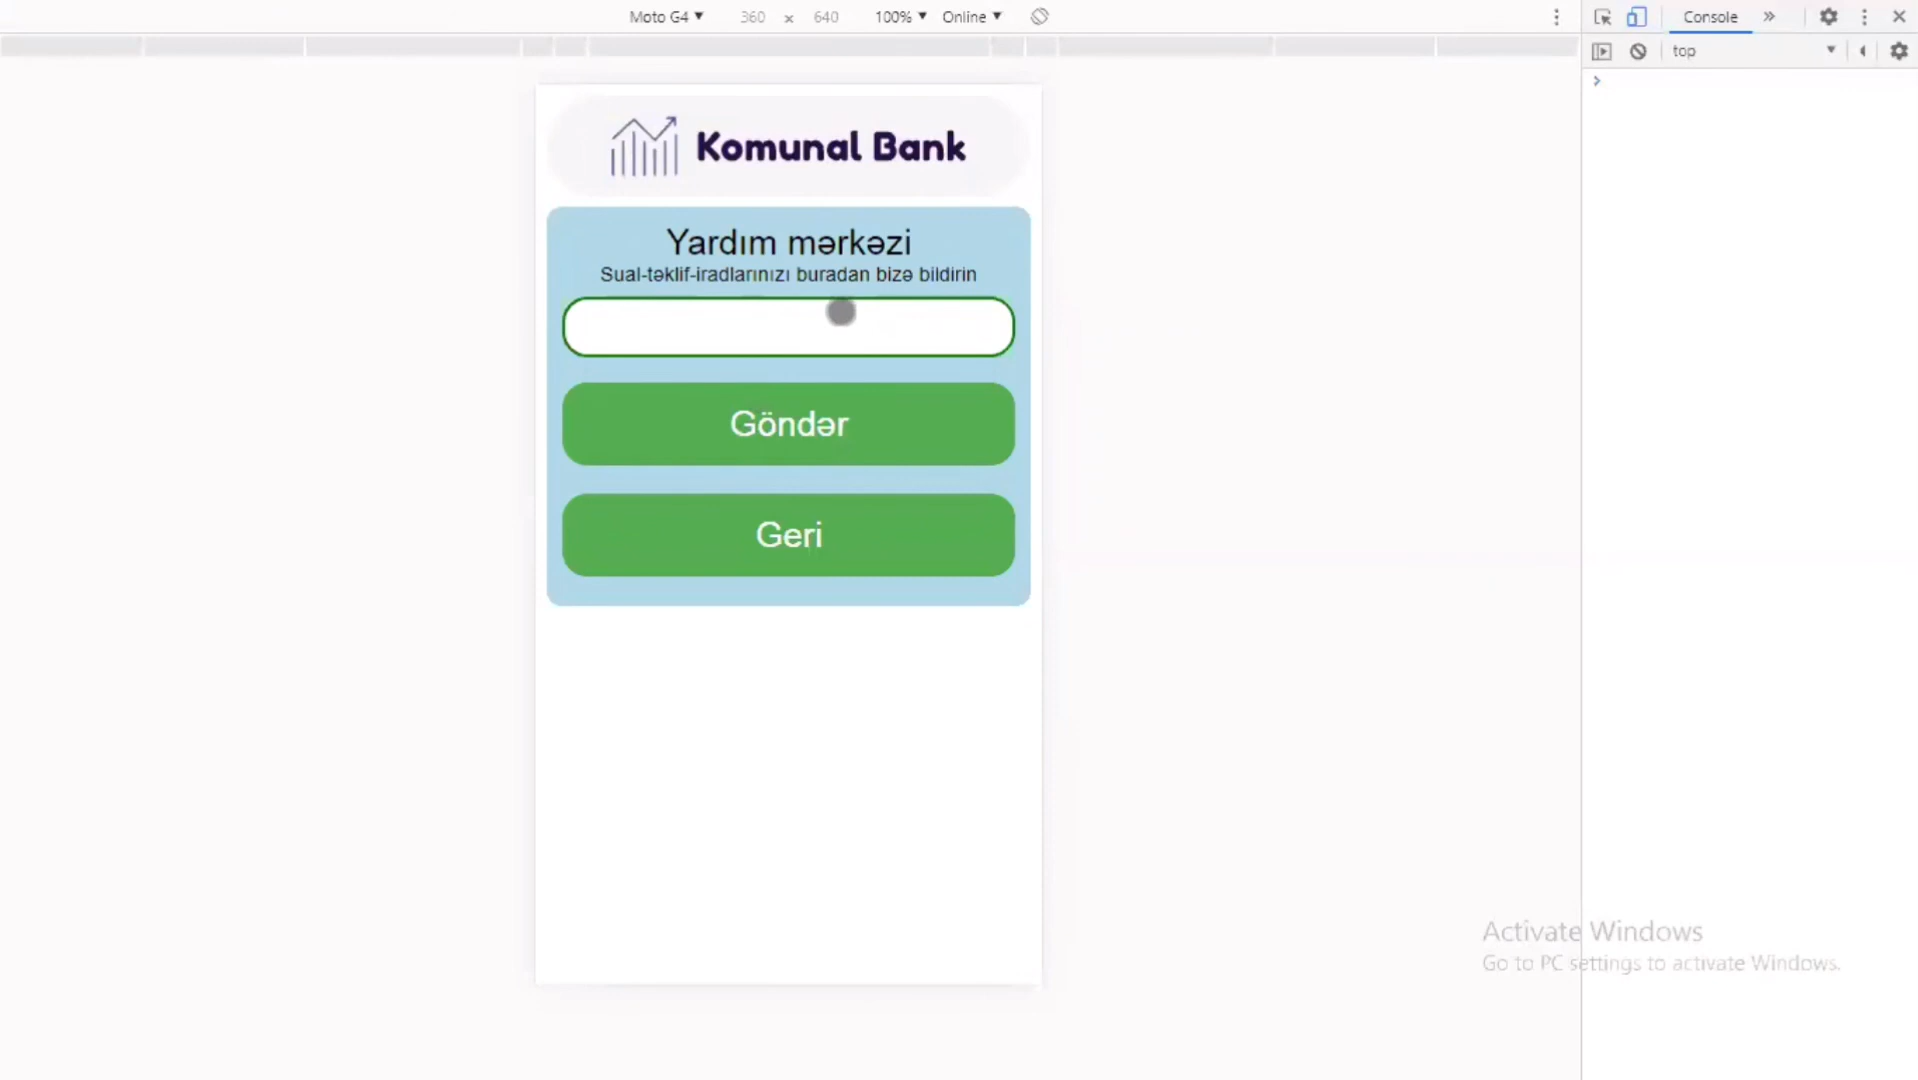 Moto G4 ▼ 360 × 640 100% ▼ Online ▼
Console »
top ▼
Komunal Bank
Yardım mərkəzi
Sual-təklif-iradlarınızı buradan bizə bildirin
Göndər
Geri
Activate Windows
Go to PC settings to activate Windows.